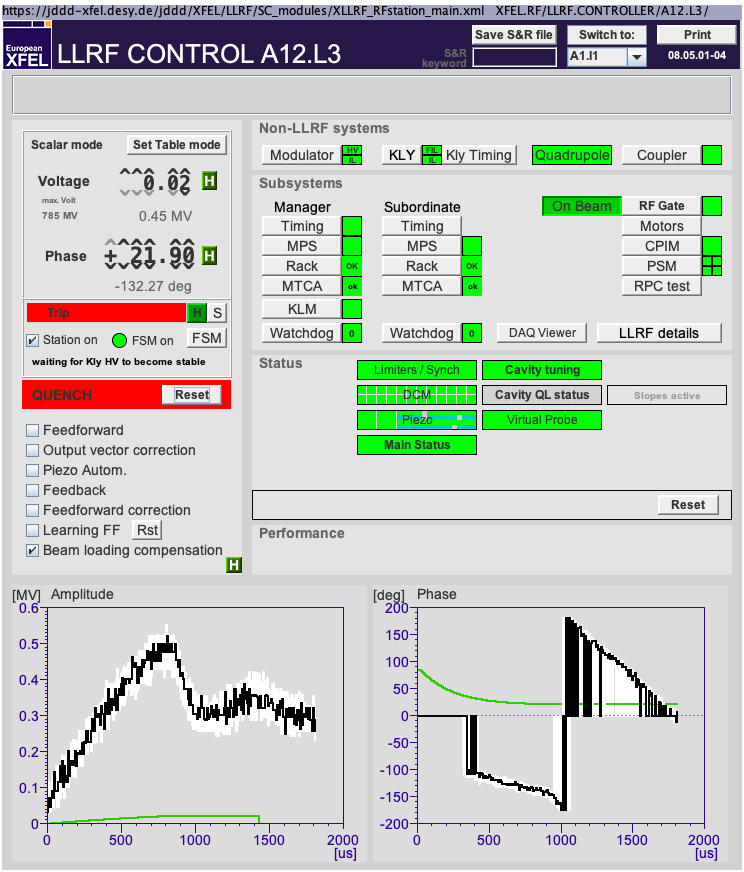 https://jddd-xfel.desy.de/jddd/XFEL/LLRF/SC_modules/XLLRF_RFstation_main.xml XFEL.RF/LLRF.CONTROLLER/A12.L3/
European
XFEL
LLRF CONTROL A12.L3
S&R
keyword
Save S&R file
Switch to:
A1.I1
Print
08.05.01-04
Scalar mode
Set Table mode
Voltage
0.02
H
max. Volt
785 MV
0.45 MV
Phase
+ 21.90
H
-132.27 deg
Trip
H
S
Station on
FSM on
FSM
waiting for Kly HV to become stable
QUENCH
Reset
Feedforward
Output vector correction
Piezo Autom.
Feedback
Feedforward correction
Learning FF
Rst
Beam loading compensation
H
Non-LLRF systems
Modulator
HV
IL
KLY
FIL
IL
Kly Timing
Quadrupole
Coupler
Subsystems
Manager
Subordinate
On Beam
RF Gate
Timing
Timing
Motors
MPS
MPS
CPIM
Rack
OK
Rack
OK
PSM
MTCA
ok
MTCA
ok
RPC test
KLM
Watchdog
0
Watchdog
0
DAQ Viewer
LLRF details
Status
Limiters / Synch
Cavity tuning
DCM
Cavity QL status
Slopes active
Piezo
Virtual Probe
Main Status
Reset
Performance
[MV]
Amplitude
0.6
0.5
0.4
0.3
0.2
0.1
0
0
500
1000
1500
2000
[us]
[deg]
Phase
200
150
100
50
0
-50
-100
-150
-200
0
500
1000
1500
2000
[us]